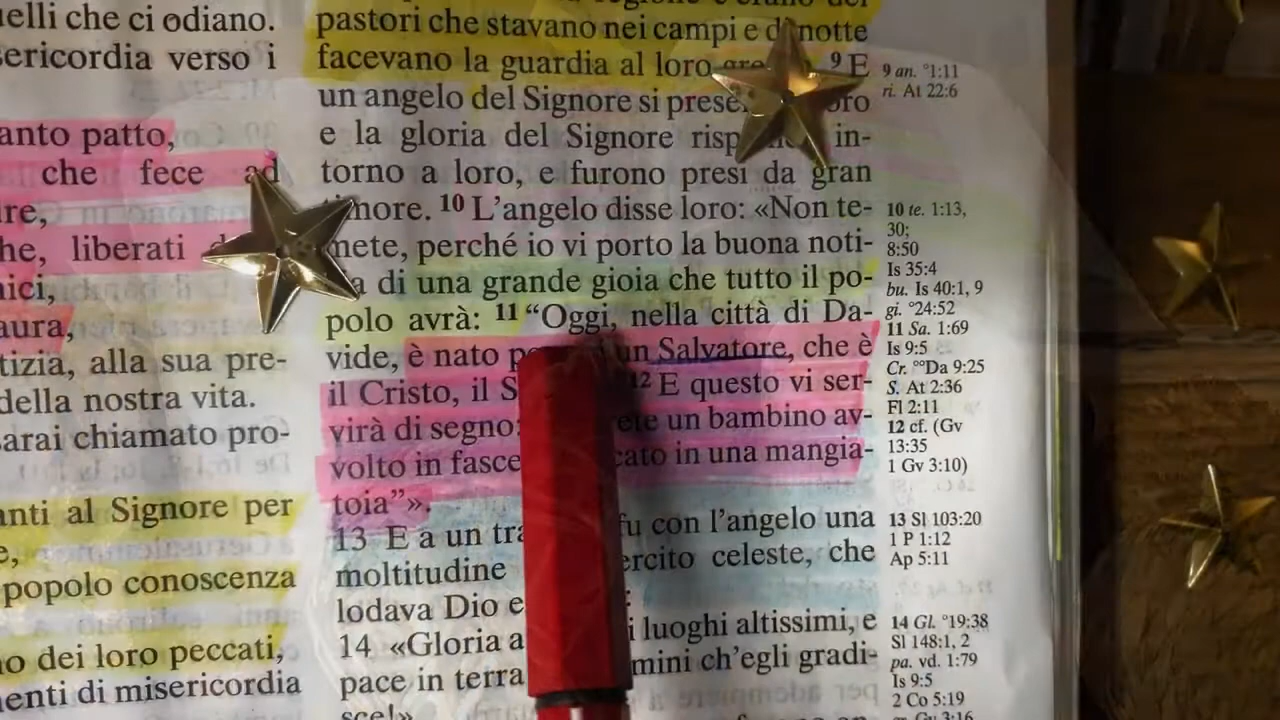 uelli che ci odiano.
sericordia verso i
anto patto,
che fece ad
dre,
he, liberati
nici,
aura,
tizia, alla sua pre-
della nostra vita.
sarai chiamato pro-
anti al Signore per
e,
popolo conoscenza
no dei loro peccati,
menti di misericordia
pastori che stavano nei campi e di notte
facevano la guardia al loro 9 E
un angelo del Signore si prese loro
e la gloria del Signore risp in-
torno a loro, e furono presi da gran
timore. 10 L'angelo disse loro: «Non te-
mete, perché io vi porto la buona noti-
a di una grande gioia che tutto il po-
polo avrà: 11 “Oggi, nella città di Da-
vide, è nato un Salvatore, che è
il Cristo, il S 12 E questo vi ser-
virà di segno: ete un bambino av-
volto in fasce cato in una mangia-
toia”».
13 E a un tra fu con l'angelo una
moltitudine ercito celeste, che
lodava Dio e
14 «Gloria a i luoghi altissimi, e
pace in terra mini ch'egli gradi-
sce!»
9 an. °1:11
ri. At 22:6
10 te. 1:13,
30;
8:50
Is 35:4
bu. Is 40:1, 9
gi. °24:52
11 Sa. 1:69
Is 9:5
Cr. °°Da 9:25
S. At 2:36
Fl 2:11
12 cf. (Gv
13:35
1 Gv 3:10)
13 Sl 103:20
1 P 1:12
Ap 5:11
14 Gl. °19:38
Sl 148:1, 2
pa. vd. 1:79
Is 9:5
2 Co 5:19
Gv 3:16